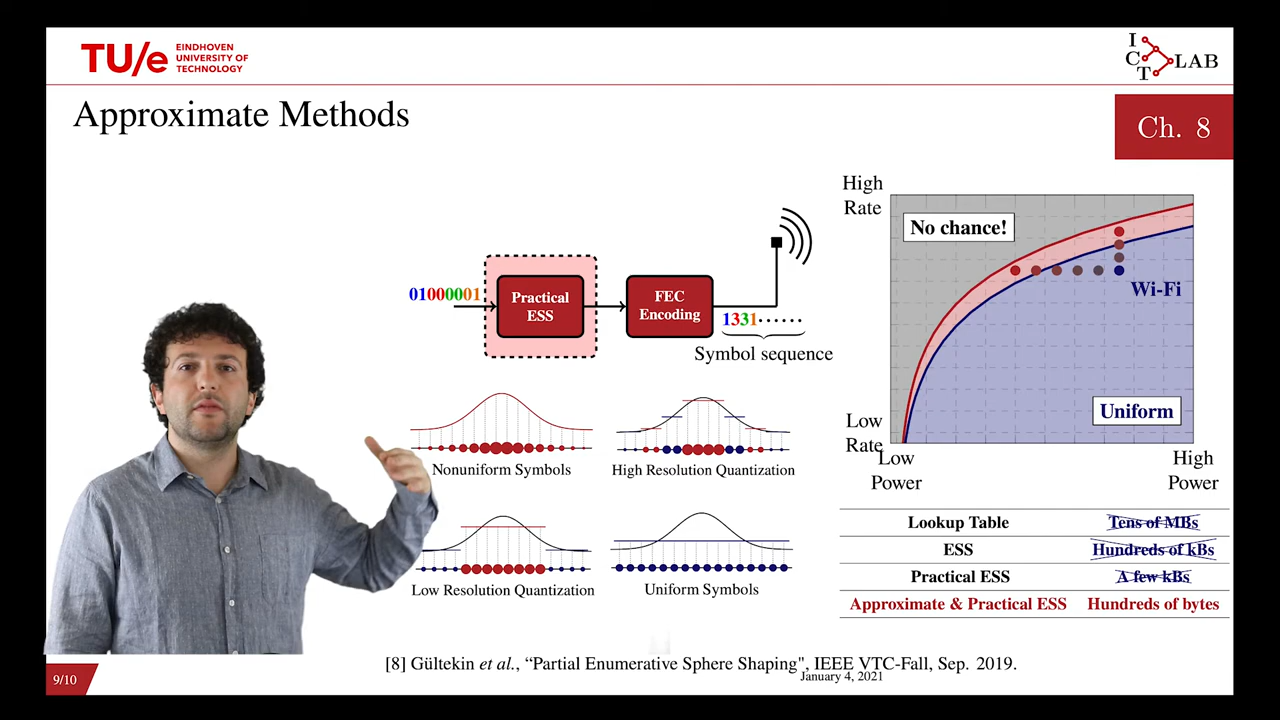 TU/e EINDHOVEN
UNIVERSITY OF
TECHNOLOGY
I
C LAB
T
Approximate Methods
Ch. 8
High
Rate
No chance!
Wi-Fi
Uniform
Low
Rate
Low
Power
High
Power
01000001
Practical
ESS
FEC
Encoding
1331......
Symbol sequence
Nonuniform Symbols
High Resolution Quantization
Low Resolution Quantization
Uniform Symbols
Lookup Table Tens of MBs
ESS Hundreds of kBs
Practical ESS A few kBs
Approximate & Practical ESS Hundreds of bytes
[8] Gültekin et al., “Partial Enumerative Sphere Shaping", IEEE VTC-Fall, Sep. 2019.
9/10
January 4, 2021